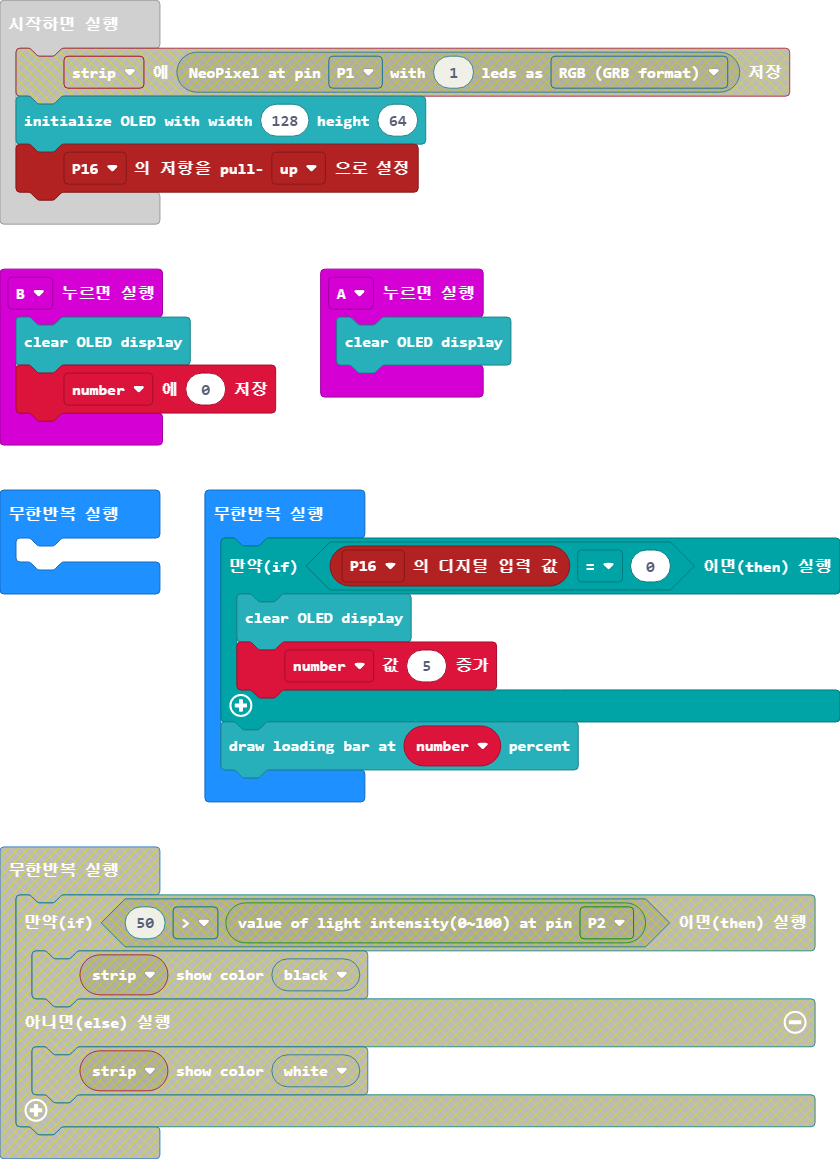 시작하면 실행
strip 에 NeoPixel at pin P1 with 1 leds as RGB (GRB format) 저장
initialize OLED with width 128 height 64
P16 의 저항을 pull- up 으로 설정
B 누르면 실행
clear OLED display
number 에 0 저장
A 누르면 실행
clear OLED display
무한반복 실행
무한반복 실행
만약(if) P16 의 디지털 입력 값 = 0 이면(then) 실행
clear OLED display
number 값 5 증가
draw loading bar at number percent
무한반복 실행
만약(if) 50 > value of light intensity(0~100) at pin P2 이면(then) 실행
strip show color black
아니면(else) 실행
strip show color white